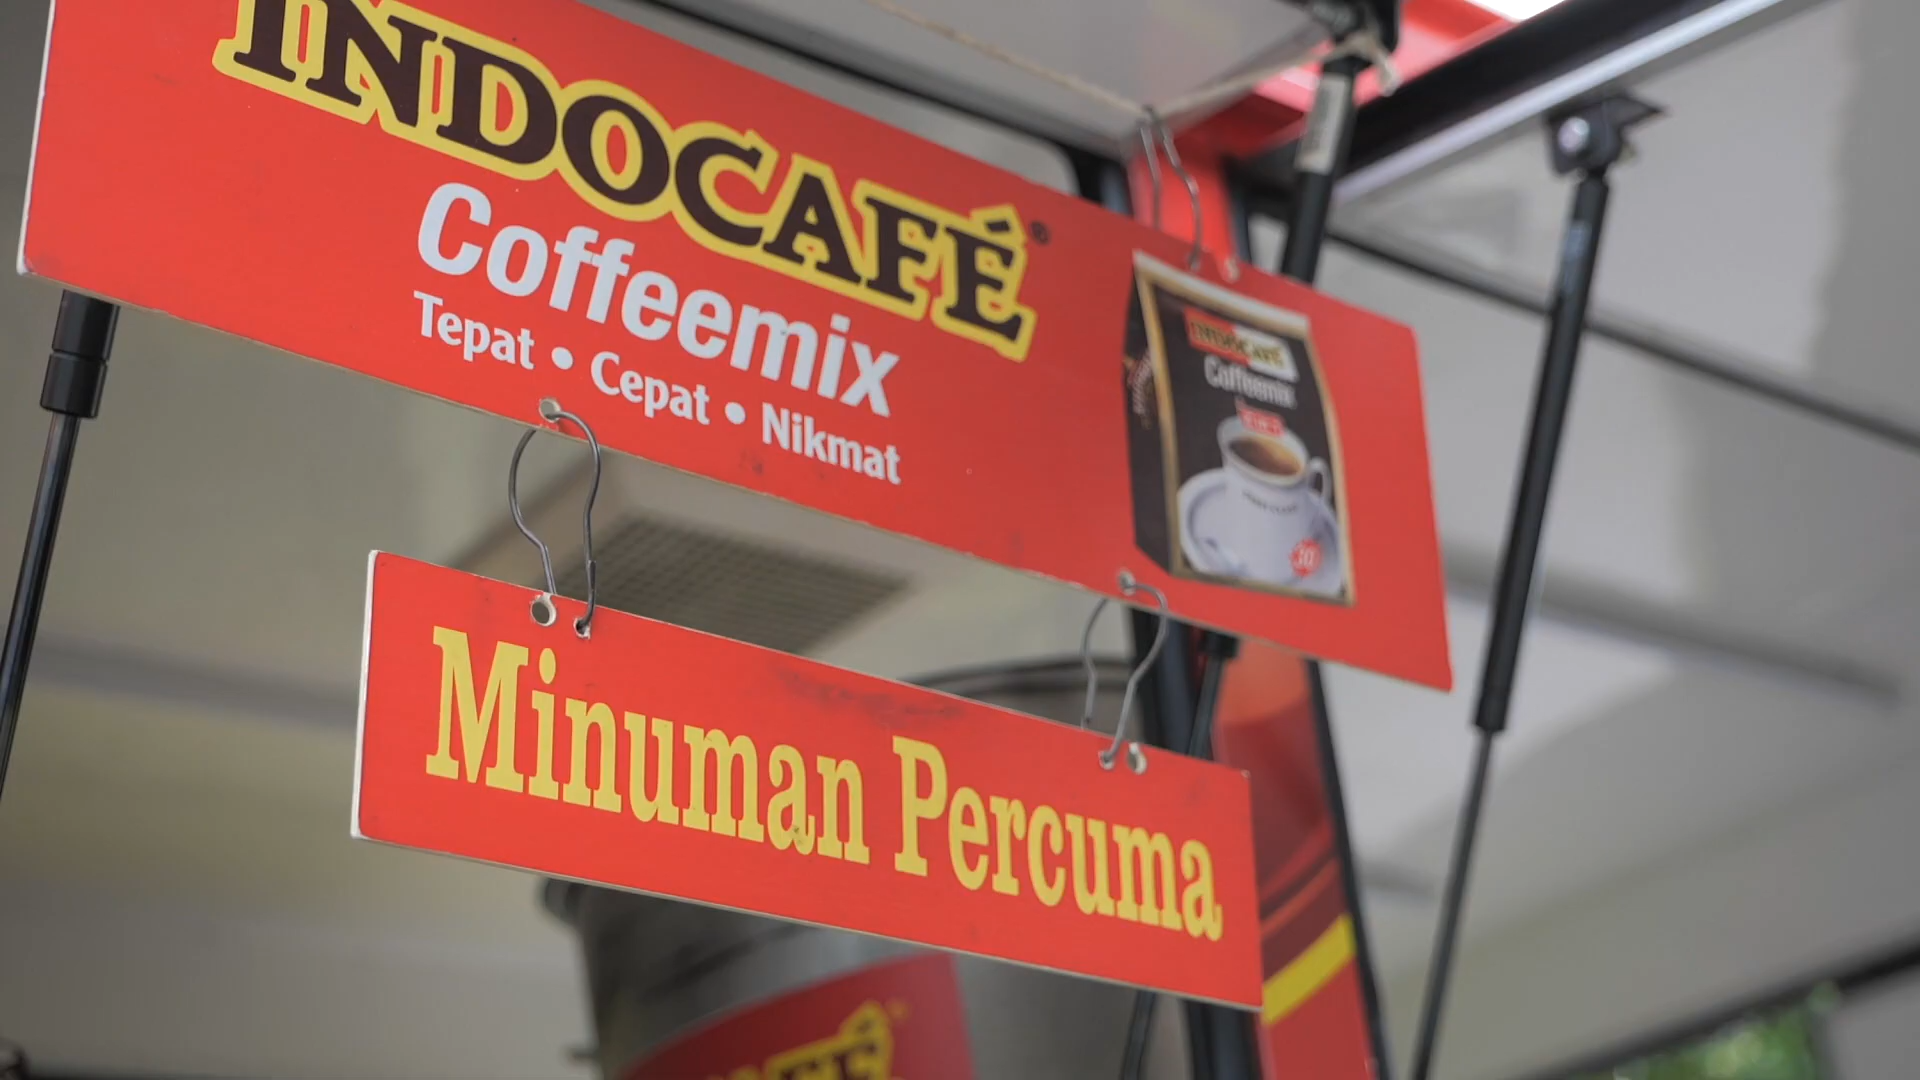 INDOCAFÉ®
Coffeemix
Tepat • Cepat • Nikmat
INDOCAFÉ
Coffeemix
Minuman Percuma